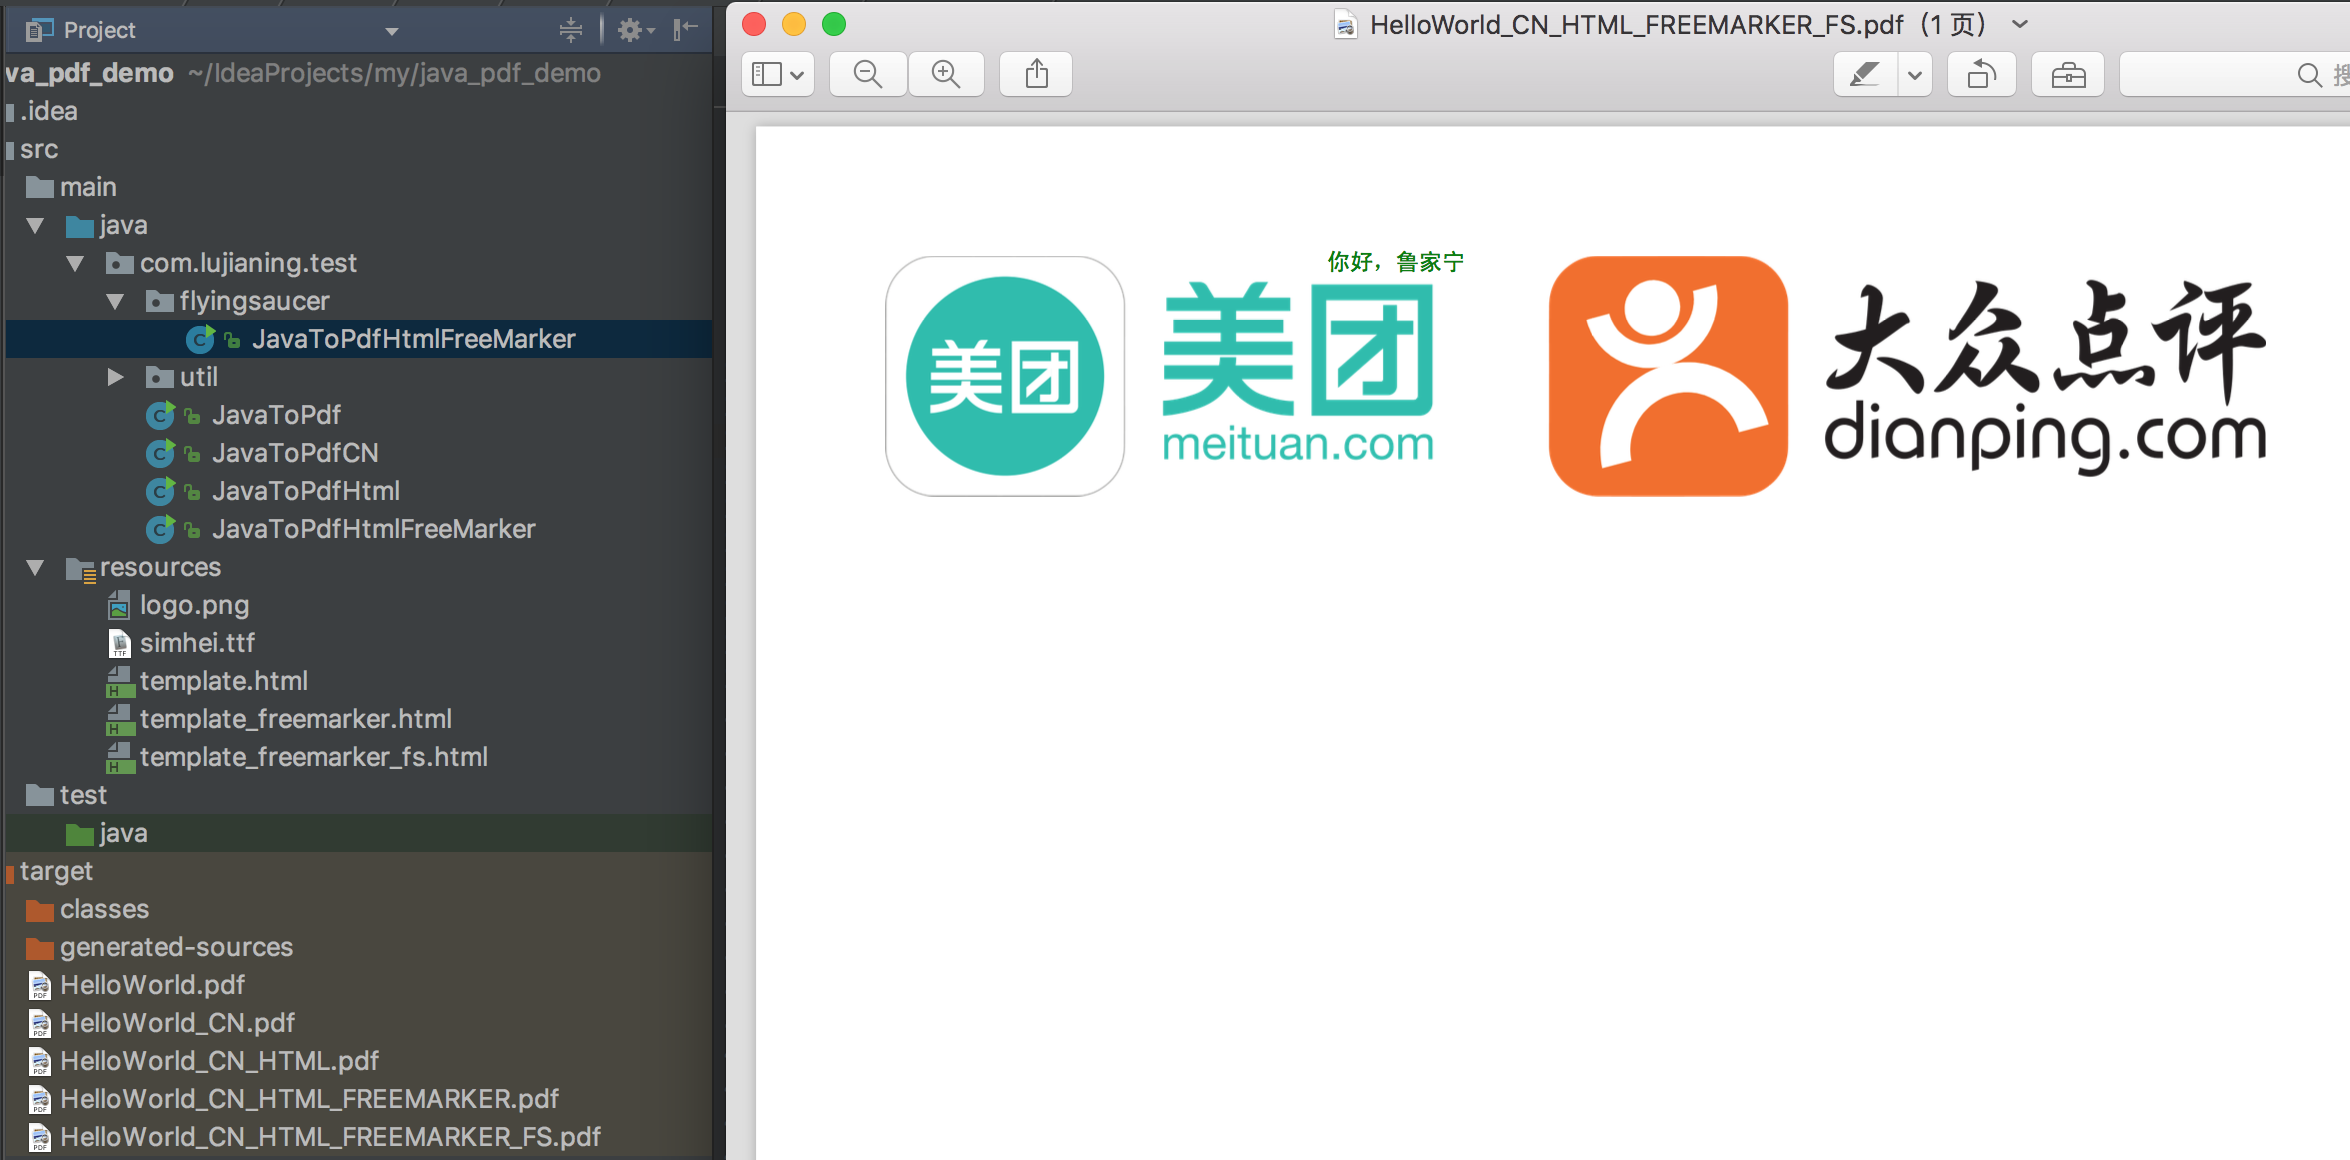 Project
va_pdf_demo ~/IdeaProjects/my/java_pdf_demo
.idea
src
main
java
com.lujianing.test
flyingsaucer
JavaToPdfHtmlFreeMarker
util
JavaToPdf
JavaToPdfCN
JavaToPdfHtml
JavaToPdfHtmlFreeMarker
resources
logo.png
simhei.ttf
template.html
template_freemarker.html
template_freemarker_fs.html
test
java
target
classes
generated-sources
HelloWorld.pdf
HelloWorld_CN.pdf
HelloWorld_CN_HTML.pdf
HelloWorld_CN_HTML_FREEMARKER.pdf
HelloWorld_CN_HTML_FREEMARKER_FS.pdf
HelloWorld_CN_HTML_FREEMARKER_FS.pdf（1 页）
你好，鲁家宁
美团
美团
meituan.com
大众点评
dianping.com